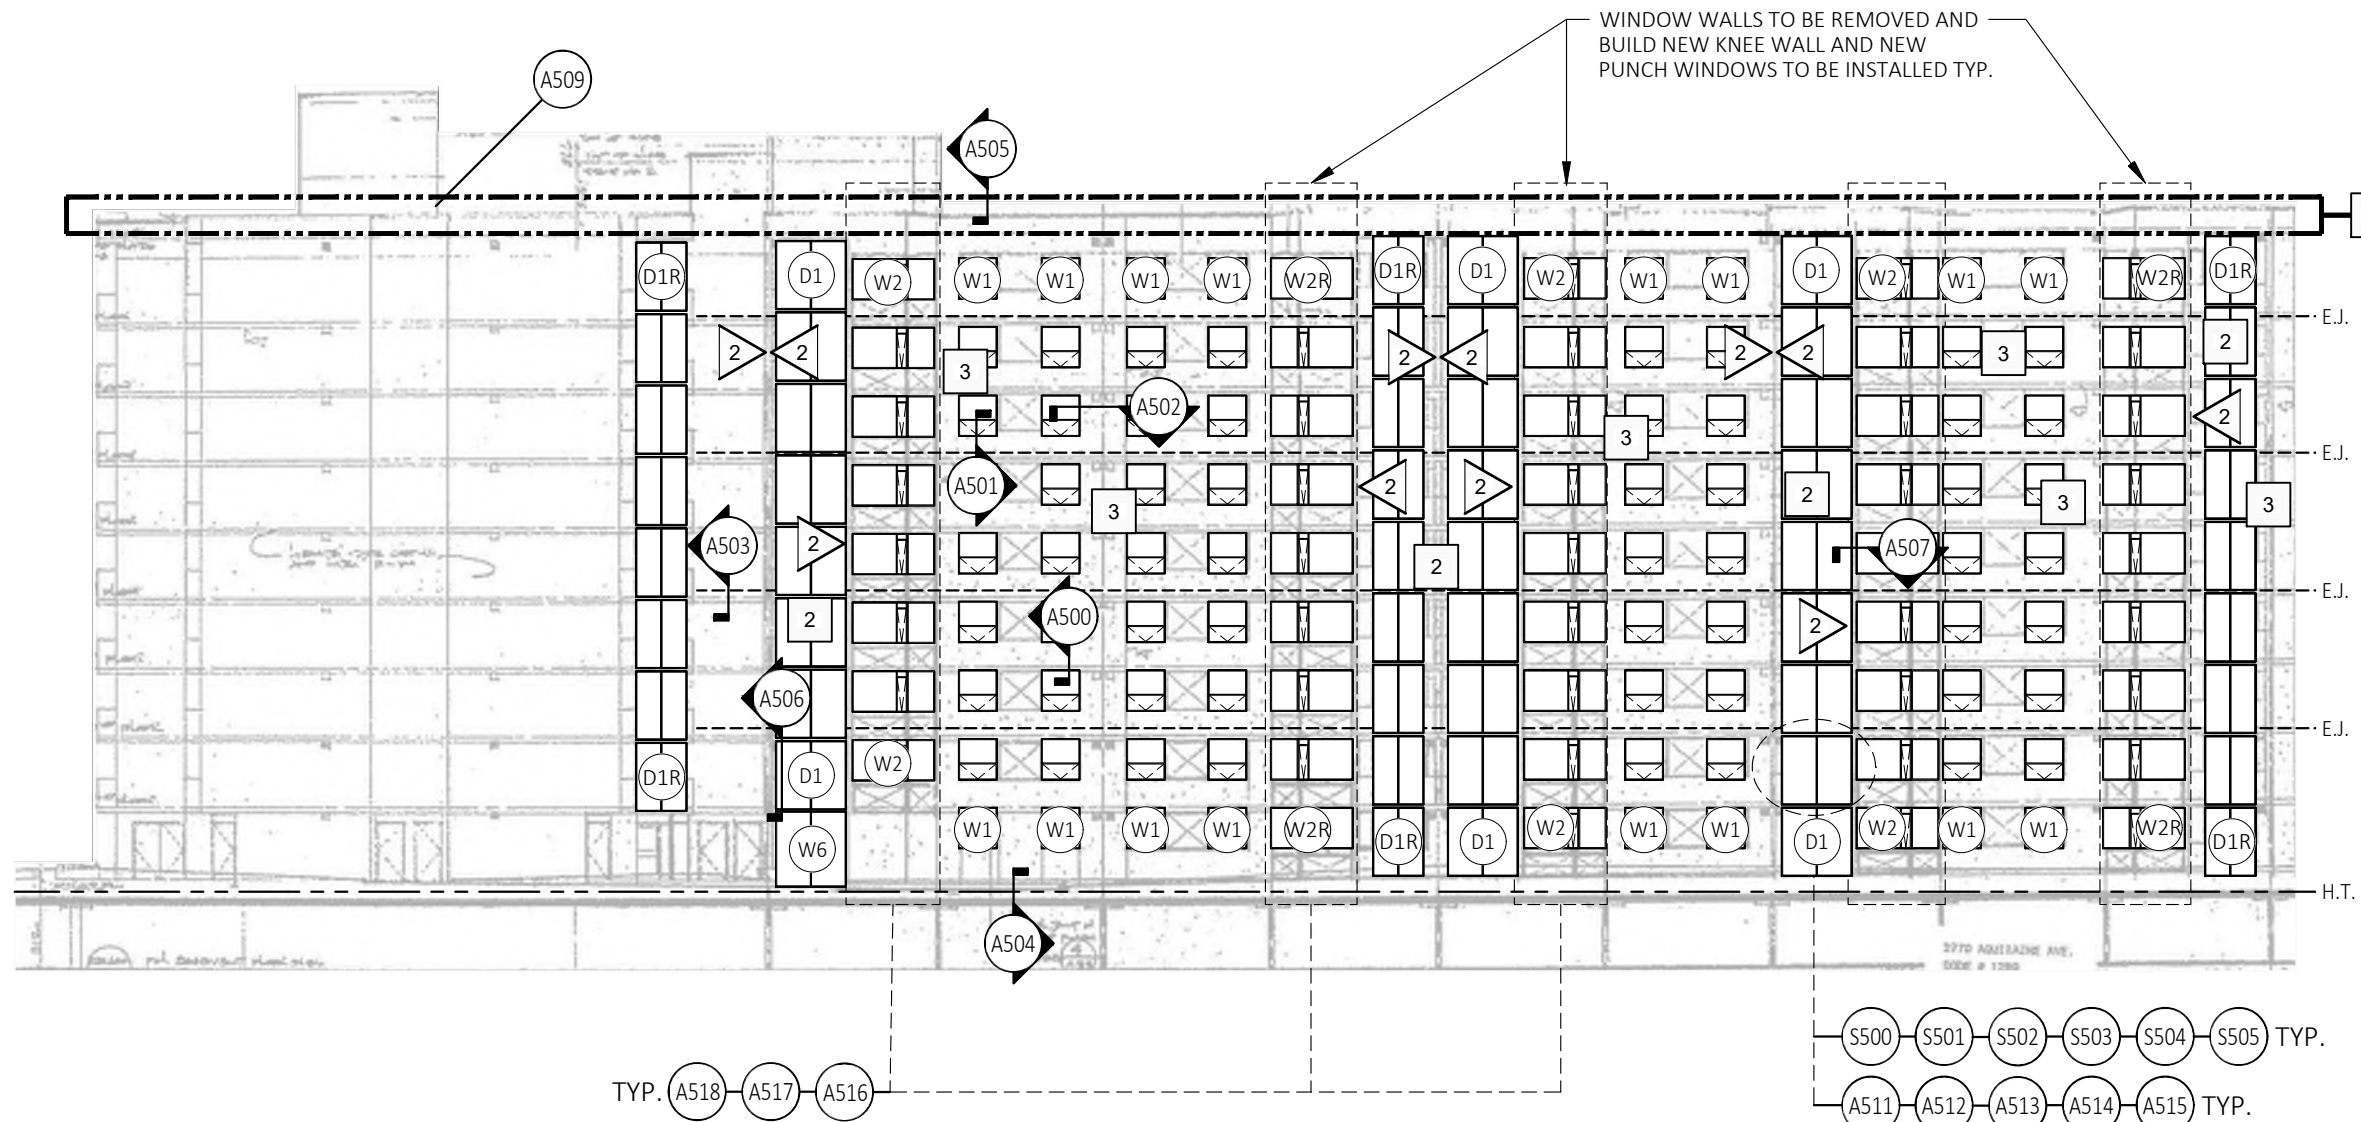 WINDOW WALLS TO BE REMOVED AND
BUILD NEW KNEE WALL AND NEW
PUNCH WINDOWS TO BE INSTALLED TYP.
A509
A505
D1R D1 W2 W1 W1 W1 W1 W2R D1R D1 W2 W1 W1 D1 W2 W1 W1 W2R D1R
E.J.
2 2 2 2 2 2 3 2
3
A502 2
3
E.J.
A501 2 2 2 3 3
3
A503 2 2 A507
E.J.
2 A500 2
A506
E.J.
D1R D1 W2
W6 W1 W1 W1 W1 W2R D1R D1 W2 W1 W1 D1 W2 W1 W1 W2R D1R
H.T.
A504
3270 AQUITAINE AVE.
S500 S501 S502 S503 S504 S505 TYP.
TYP. A518 A517 A516
A511 A512 A513 A514 A515 TYP.